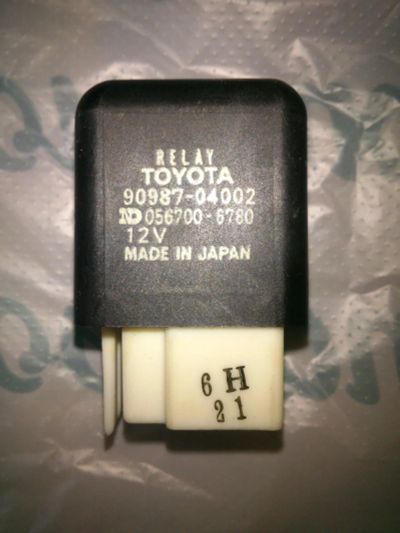 RELAY
TOYOTA
90987-04002
ND 056700-6780
12V
MADE IN JAPAN
6 H
21